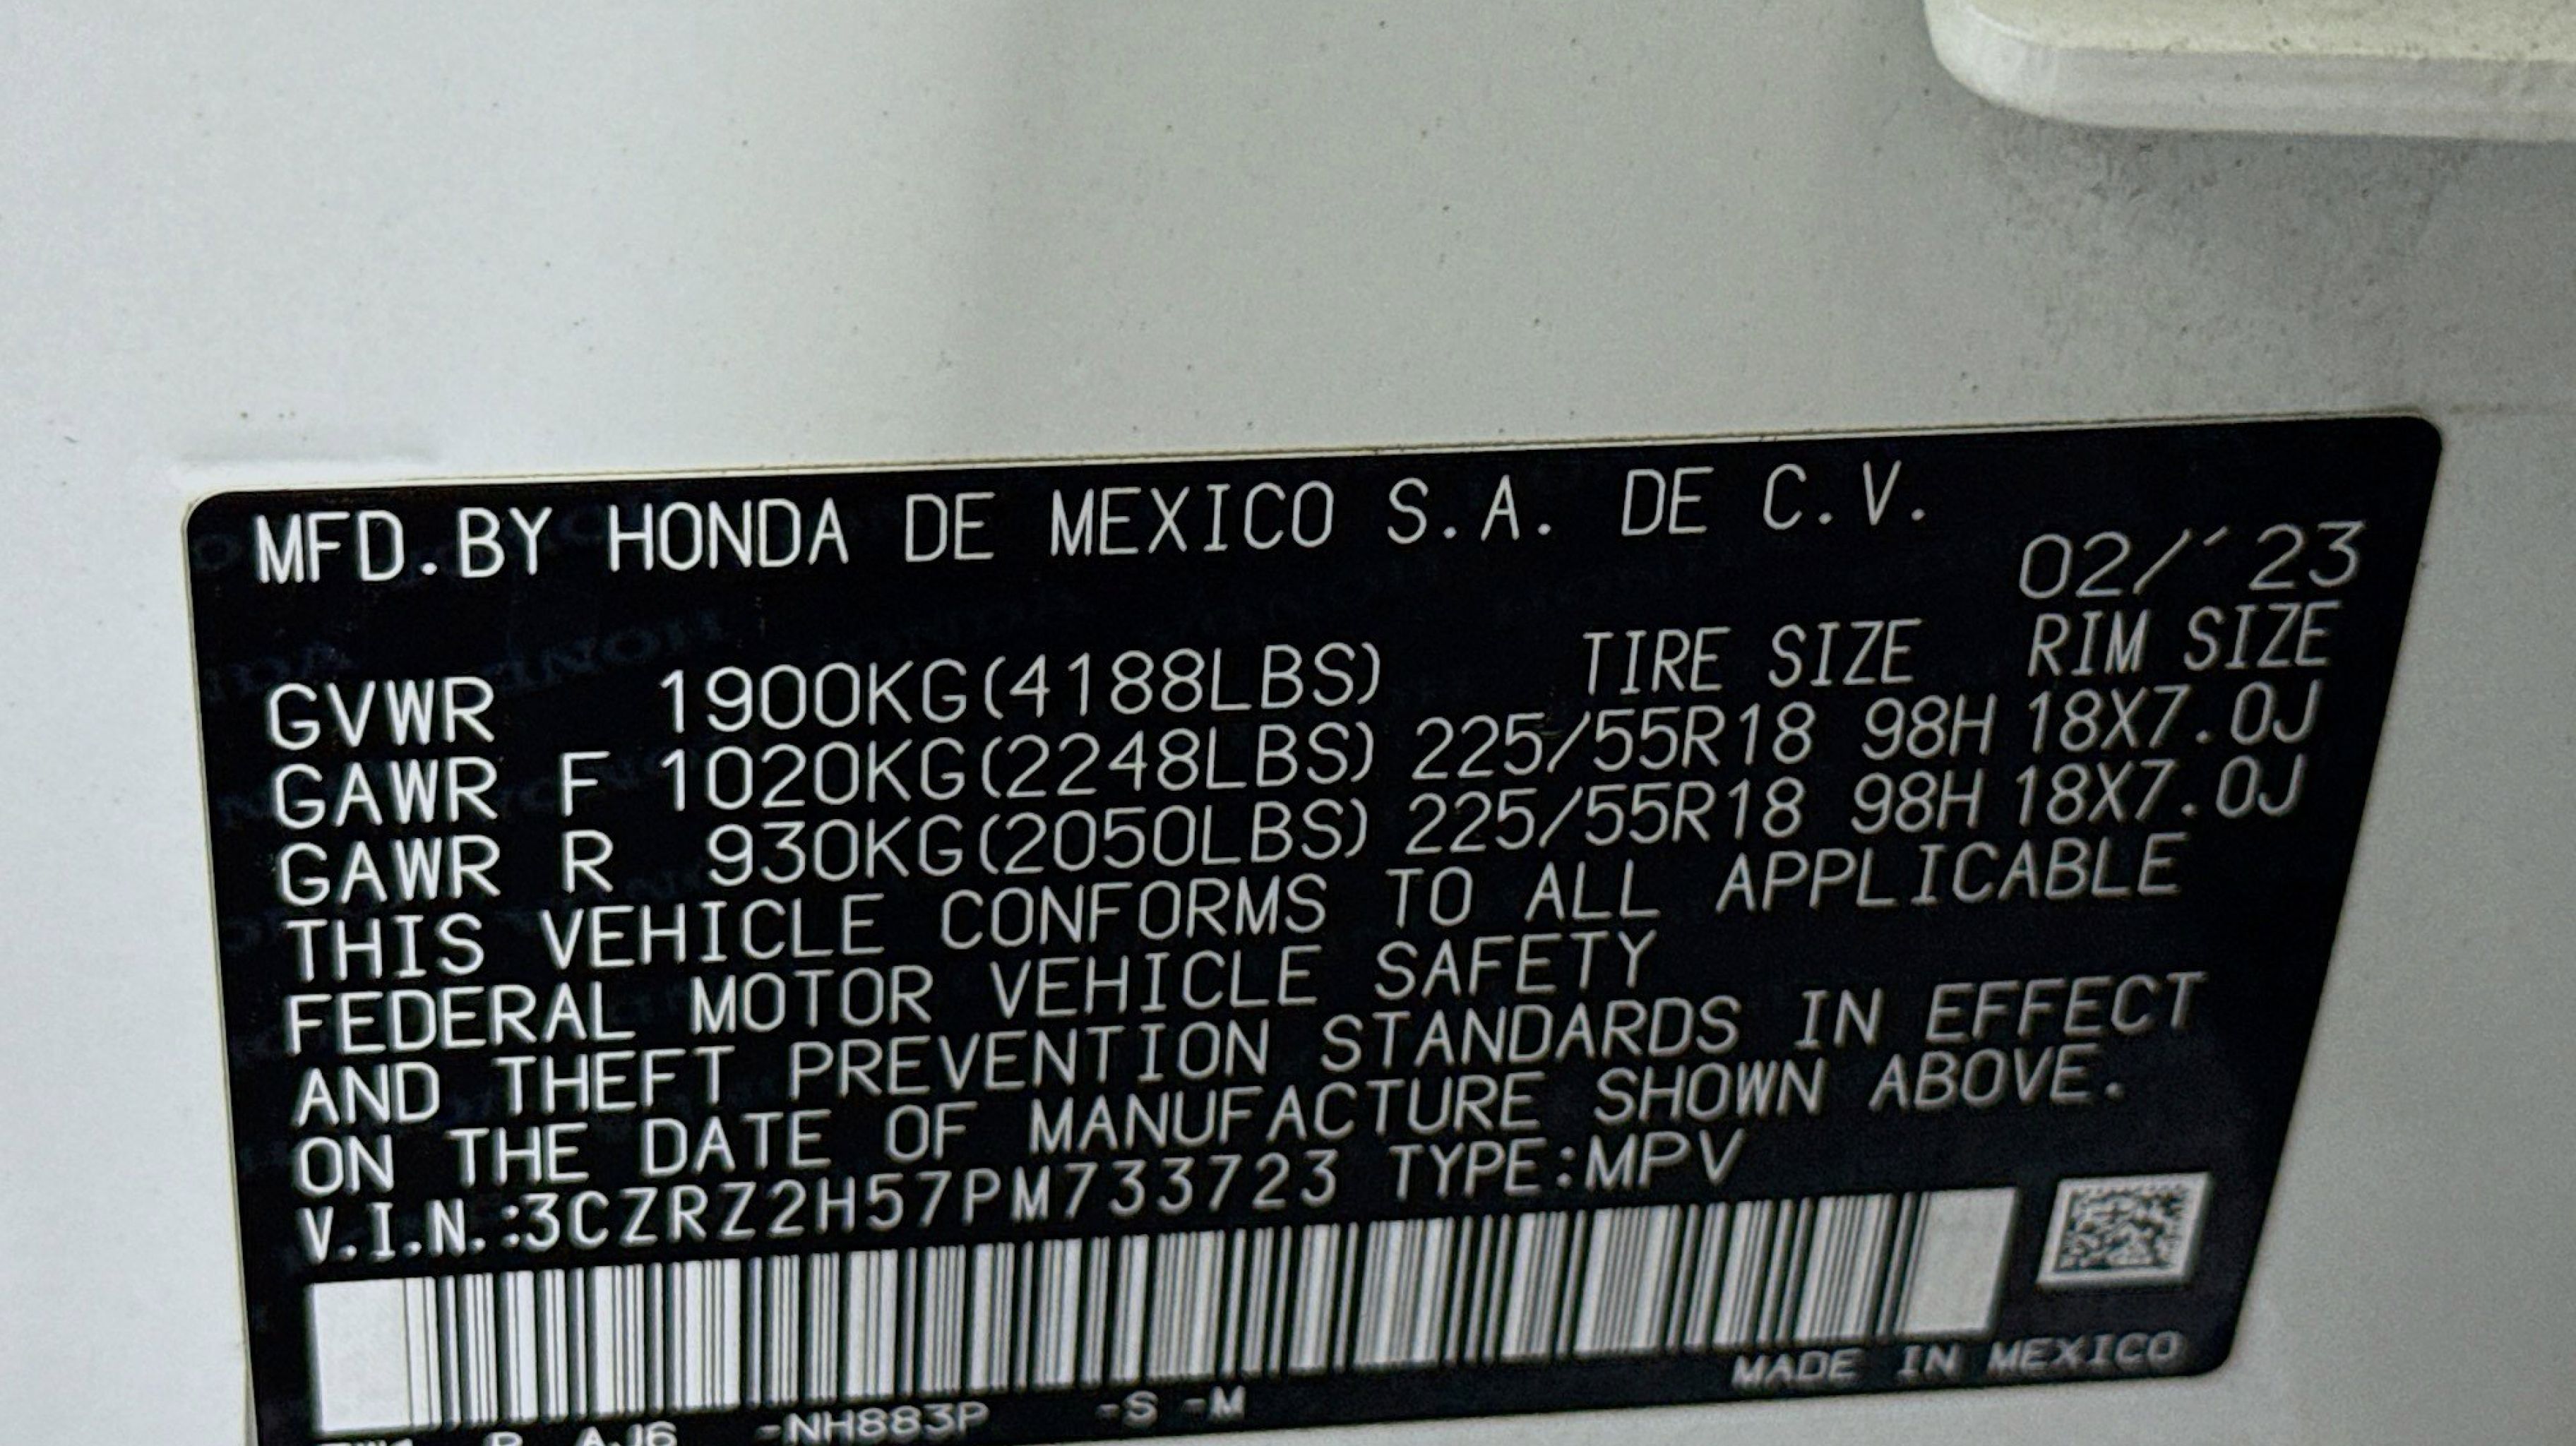 MFD.BY HONDA DE MEXICO S.A. DE C.V.
02/'23
TIRE SIZE RIM SIZE
GVWR 1900KG(4188LBS)
GAWR F 1020KG(2248LBS) 225/55R18 98H 18X7.0J
GAWR R 930KG(2050LBS) 225/55R18 98H 18X7.0J
THIS VEHICLE CONFORMS TO ALL APPLICABLE
FEDERAL MOTOR VEHICLE SAFETY
AND THEFT PREVENTION STANDARDS IN EFFECT
ON THE DATE OF MANUFACTURE SHOWN ABOVE.
V.I.N.:3CZRZ2H57PM733723 TYPE:MPV
MADE IN MEXICO
AJ6 -NH883P -S -M